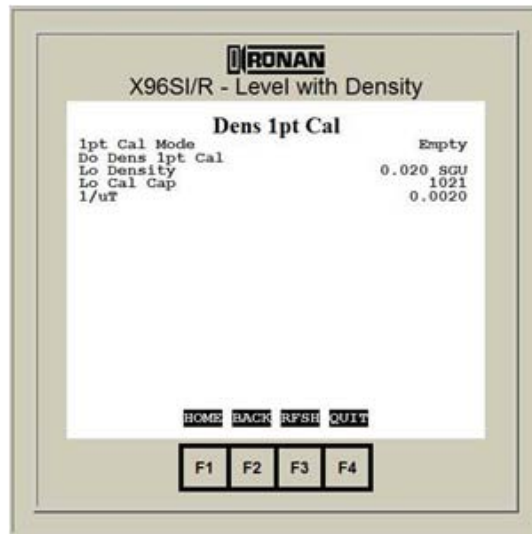 RONAN
X96SI/R - Level with Density
Dens 1pt Cal
1pt Cal Mode Empty
Do Dens 1pt Cal
Lo Density 0.020 SGU
Lo Cal Cap 1021
1/uT 0.0020
HOME BACK RFSH QUIT
F1 F2 F3 F4